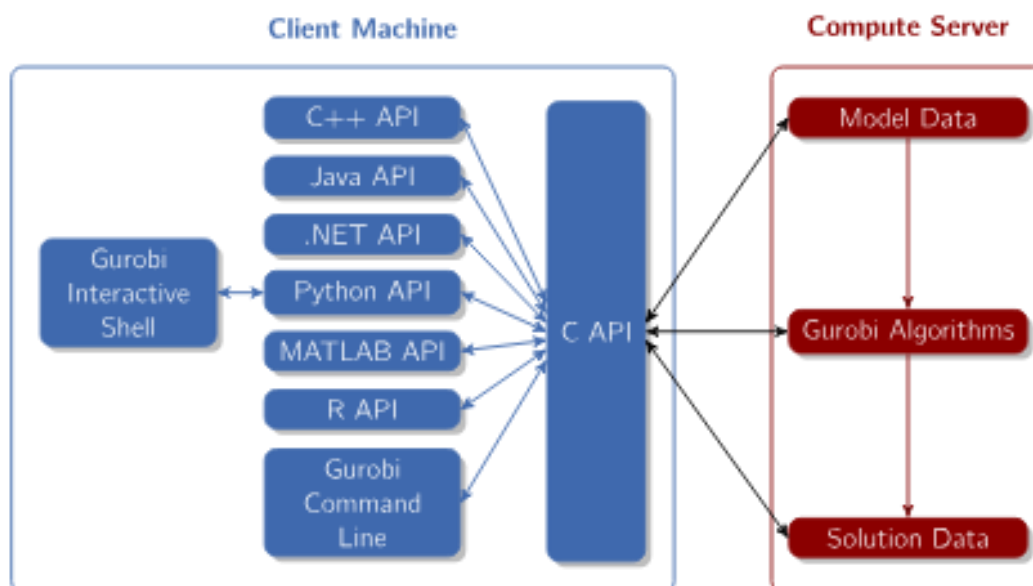 Client Machine
Compute Server
C++ API
Java API
.NET API
Gurobi
Interactive
Shell
Python API
MATLAB API
R API
Gurobi
Command
Line
C API
Model Data
Gurobi Algorithms
Solution Data